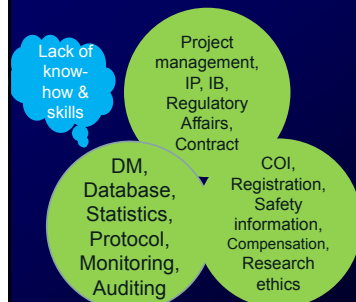 Lack of
know-
how &
skills
Project
management,
IP, IB,
Regulatory
Affairs,
Contract
DM,
Database,
Statistics,
Protocol,
Monitoring,
Auditing
COI,
Registration,
Safety
information,
Compensation,
Research
ethics